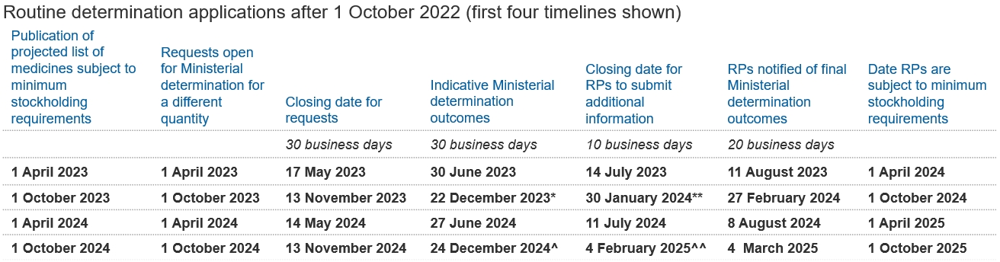 Routine determination applications after 1 October 2022 (first four timelines shown)
Publication of projected list of medicines subject to minimum stockholding requirements
Requests open for Ministerial determination for a different quantity
Closing date for requests
Indicative Ministerial determination outcomes
Closing date for RPs to submit additional information
RPs notified of final Ministerial determination outcomes
Date RPs are subject to minimum stockholding requirements
30 business days 30 business days 10 business days 20 business days
1 April 2023 1 April 2023 17 May 2023 30 June 2023 14 July 2023 11 August 2023 1 April 2024
1 October 2023 1 October 2023 13 November 2023 22 December 2023* 30 January 2024** 27 February 2024 1 October 2024
1 April 2024 1 April 2024 14 May 2024 27 June 2024 11 July 2024 8 August 2024 1 April 2025
1 October 2024 1 October 2024 13 November 2024 24 December 2024^ 4 February 2025^^ 4 March 2025 1 October 2025